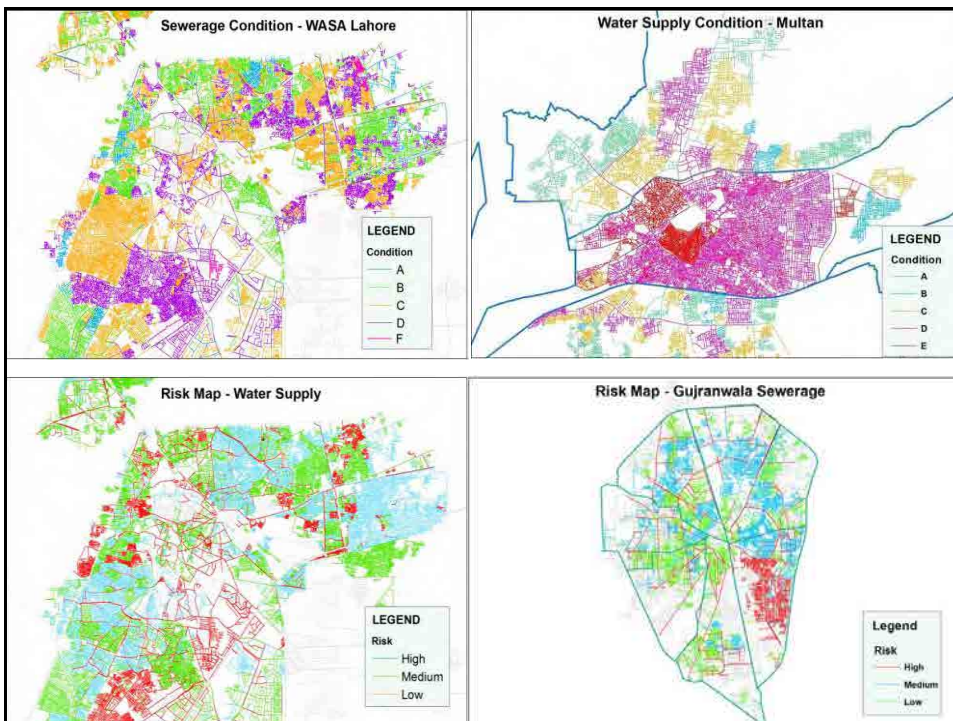 Sewerage Condition - WASA Lahore
LEGEND
Condition
A
B
C
D
F
Water Supply Condition - Multan
LEGEND
Condition
A
B
C
D
E
Risk Map - Water Supply
LEGEND
Risk
High
Medium
Low
Risk Map - Gujranwala Sewerage
Legend
Risk
High
Medium
Low